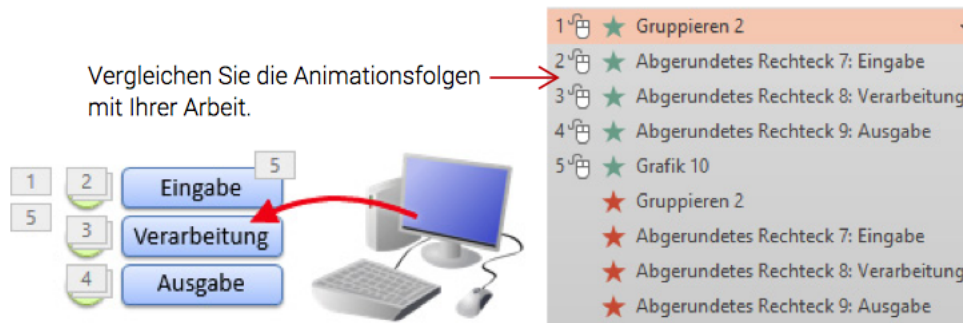 Vergleichen Sie die Animationsfolgen
mit Ihrer Arbeit.
1 Gruppieren 2
2 Abgerundetes Rechteck 7: Eingabe
3 Abgerundetes Rechteck 8: Verarbeitung
4 Abgerundetes Rechteck 9: Ausgabe
5 Grafik 10
Gruppieren 2
Abgerundetes Rechteck 7: Eingabe
Abgerundetes Rechteck 8: Verarbeitung
Abgerundetes Rechteck 9: Ausgabe
5
1 2 Eingabe
5
3 Verarbeitung
4 Ausgabe